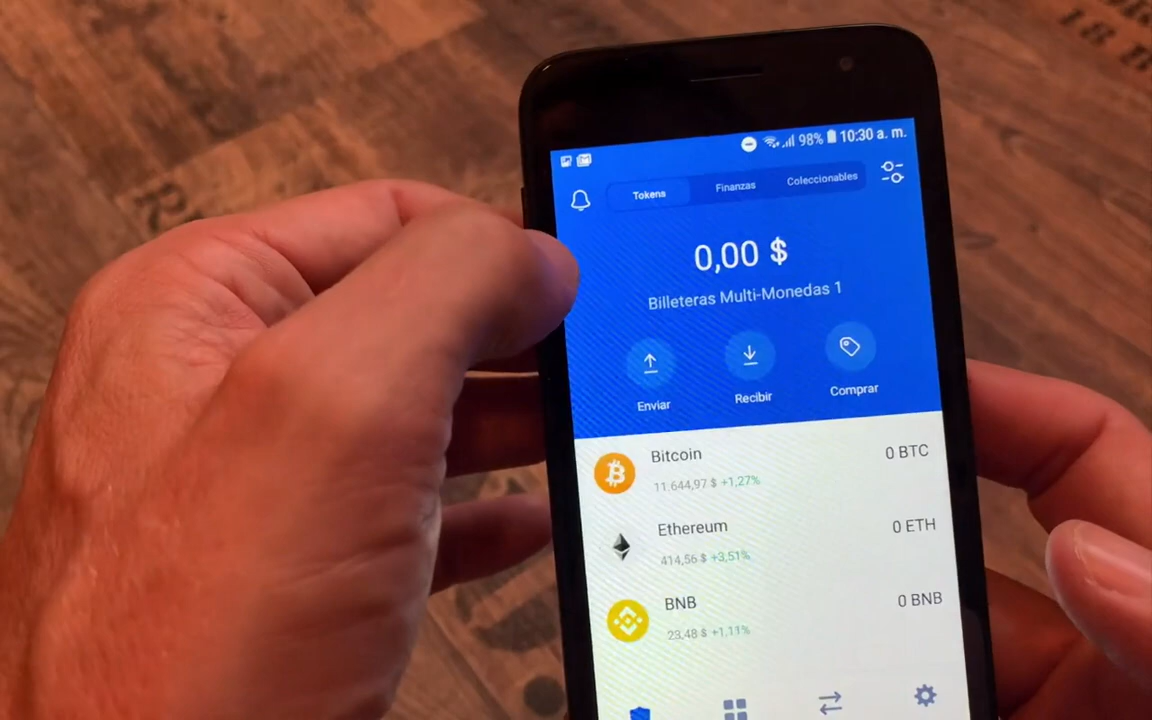 98% 10:30 a. m.
Tokens Finanzas Coleccionables
0,00 $
Billeteras Multi-Monedas 1
Enviar Recibir Comprar
Bitcoin 0 BTC
11.644,97 $ +1,27%
Ethereum 0 ETH
414,56 $ +3,51%
BNB 0 BNB
23,48 $ +1,11%